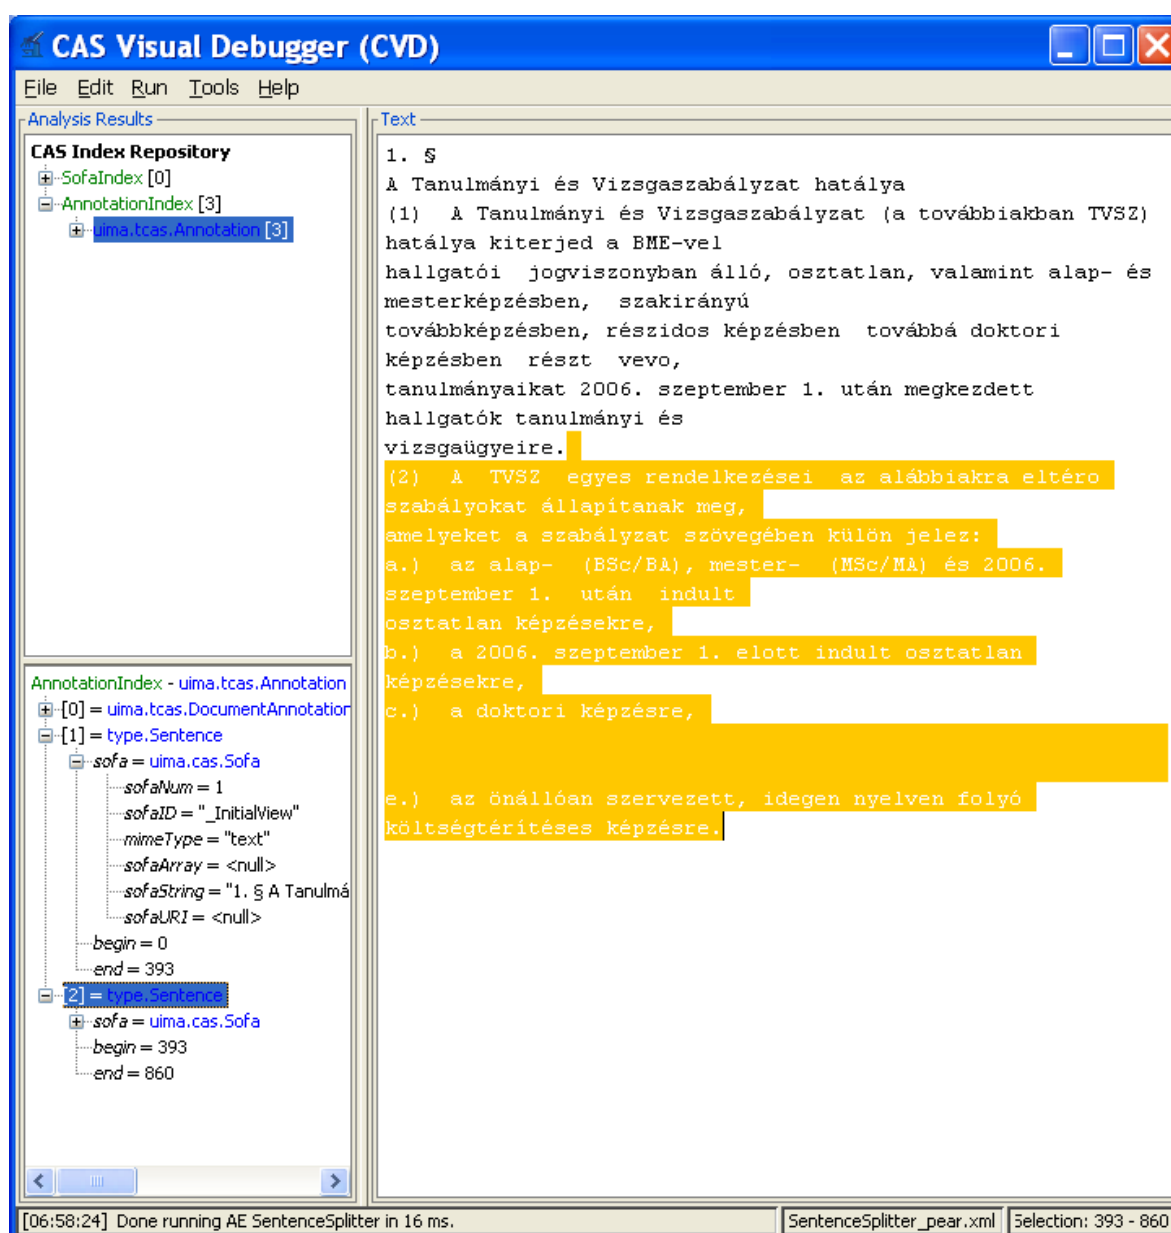 CAS Visual Debugger (CVD)
File Edit Run Tools Help
Analysis Results
CAS Index Repository
SofaIndex [0]
AnnotationIndex [3]
uima.tcas.Annotation [3]
AnnotationIndex - uima.tcas.Annotation
[0] = uima.tcas.DocumentAnnotation
[1] = type.Sentence
sofa = uima.cas.Sofa
sofaNum = 1
sofaID = "_InitialView"
mimeType = "text"
sofaArray = <null>
sofaString = "1. § A Tanulmá
sofaURI = <null>
begin = 0
end = 393
[2] = type.Sentence
sofa = uima.cas.Sofa
begin = 393
end = 860
Text
1. §
A Tanulmányi és Vizsgaszabályzat hatálya
(1) A Tanulmányi és Vizsgaszabályzat (a továbbiakban TVSZ)
hatálya kiterjed a BME-vel
hallgatói jogviszonyban álló, osztatlan, valamint alap- és
mesterképzésben, szakirányú
továbbképzésben, részidos képzésben továbbá doktori
képzésben részt vevo,
tanulmányaikat 2006. szeptember 1. után megkezdett
hallgatók tanulmányi és
vizsgaügyeire.
(2) A TVSZ egyes rendelkezései az alábbiakra eltéro
szabályokat állapítanak meg,
amelyeket a szabályzat szövegében külön jelez:
a.) az alap- (BSc/BA), mester- (MSc/MA) és 2006.
szeptember 1. után indult
osztatlan képzésekre,
b.) a 2006. szeptember 1. elott indult osztatlan
képzésekre,
c.) a doktori képzésre,
e.) az önállóan szervezett, idegen nyelven folyó
költségtérítéses képzésre.
[06:58:24] Done running AE SentenceSplitter in 16 ms.
SentenceSplitter_pear.xml
Selection: 393 - 860